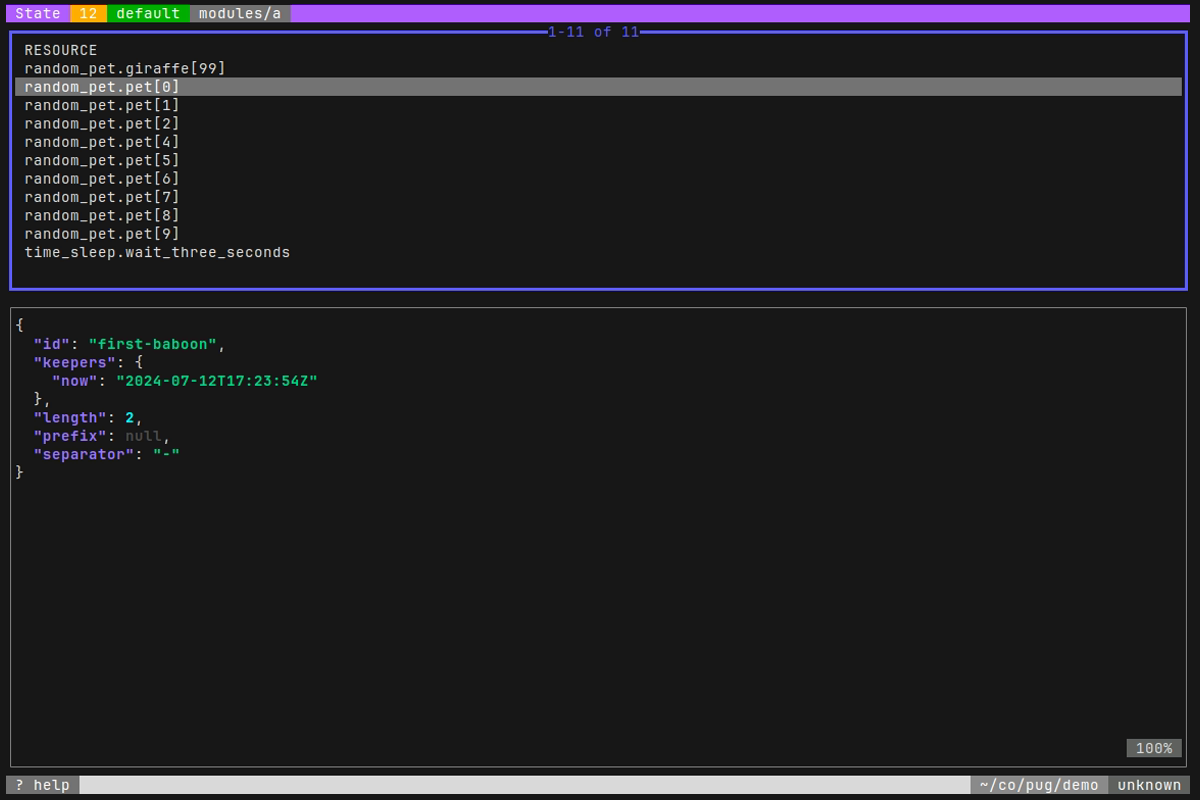 State 12 default modules/a
1-11 of 11
RESOURCE
random_pet.giraffe[99]
random_pet.pet[0]
random_pet.pet[1]
random_pet.pet[2]
random_pet.pet[4]
random_pet.pet[5]
random_pet.pet[6]
random_pet.pet[7]
random_pet.pet[8]
random_pet.pet[9]
time_sleep.wait_three_seconds
{
  "id": "first-baboon",
  "keepers": {
    "now": "2024-07-12T17:23:54Z"
  },
  "length": 2,
  "prefix": null,
  "separator": "-"
}
100%
? help ~/co/pug/demo unknown